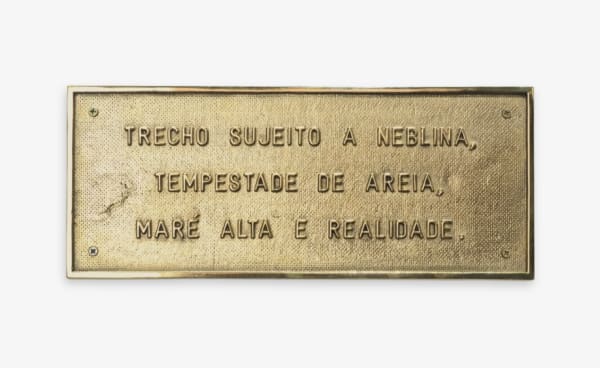 TRECHO SUJEITO A NEBLINA,
TEMPESTADE DE AREIA,
MARÉ ALTA E REALIDADE.